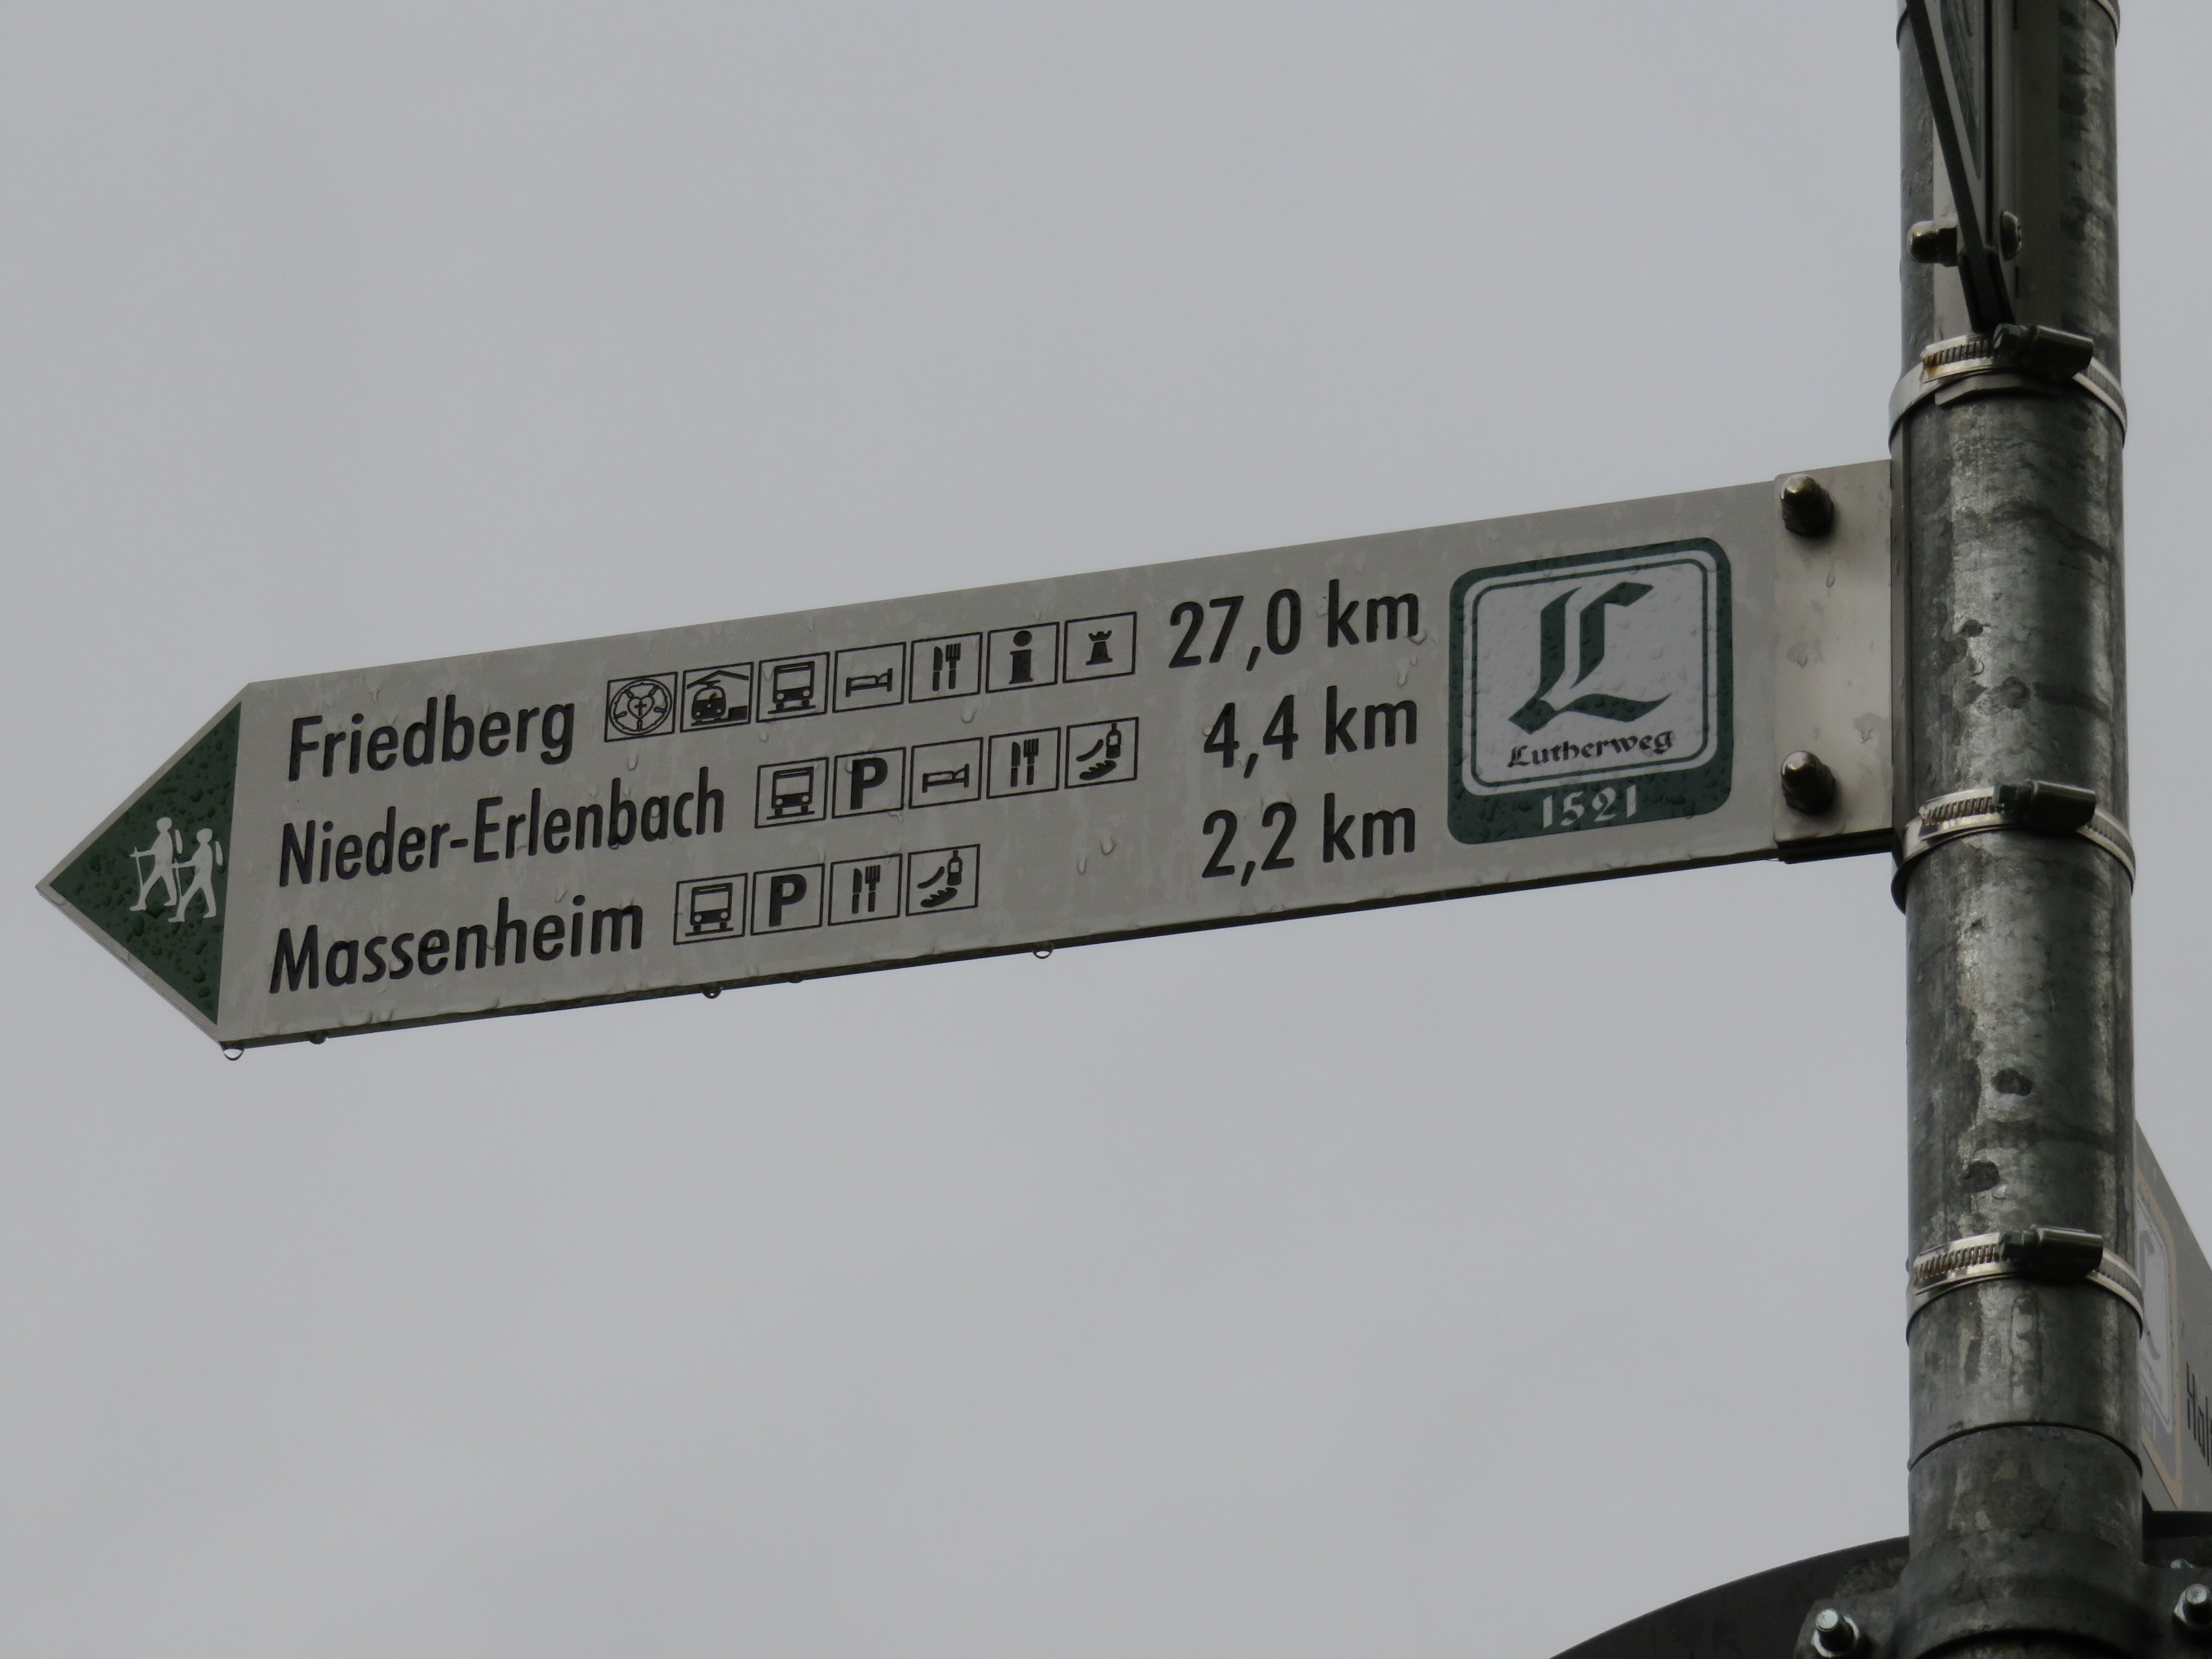 Friedberg 27,0 km
Nieder-Erlenbach P 4,4 km
Massenheim P 2,2 km
L
Lutherweg
1521